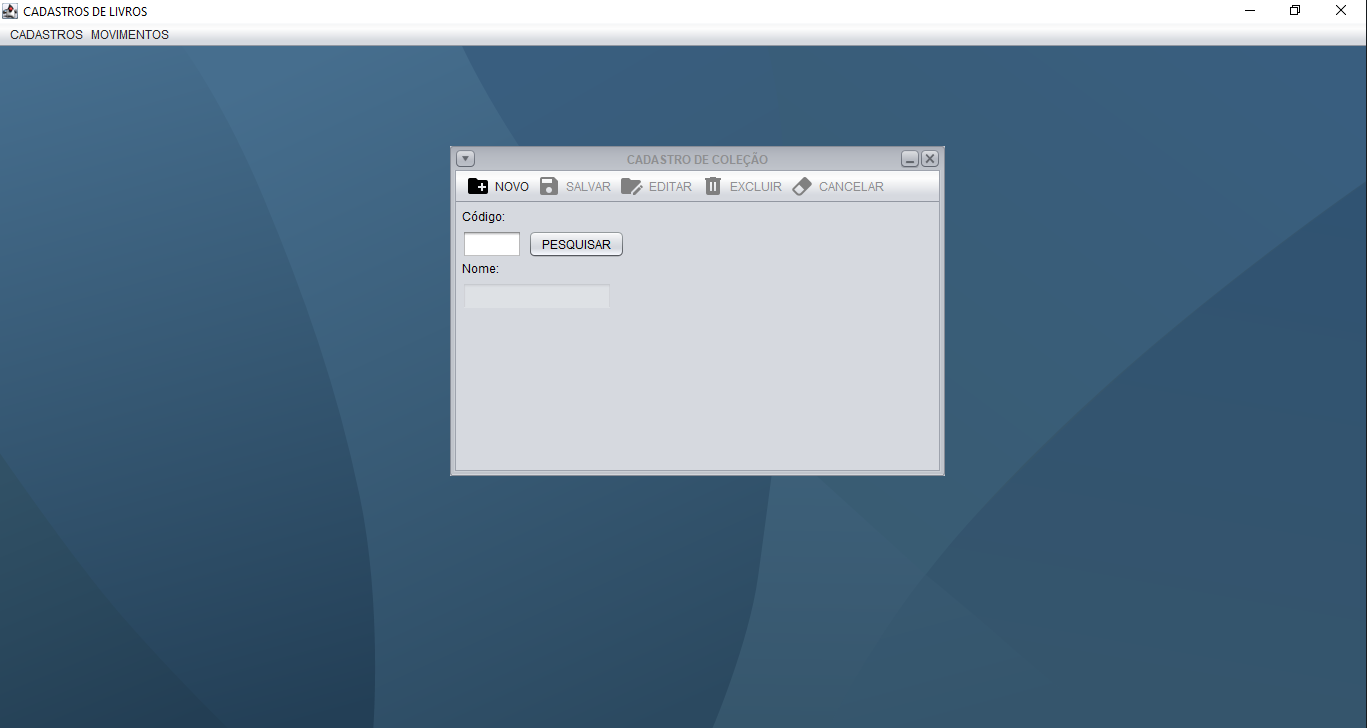 CADASTROS DE LIVROS
CADASTROS MOVIMENTOS
CADASTRO DE COLEÇÃO
NOVO SALVAR EDITAR EXCLUIR CANCELAR
Código:
PESQUISAR
Nome: